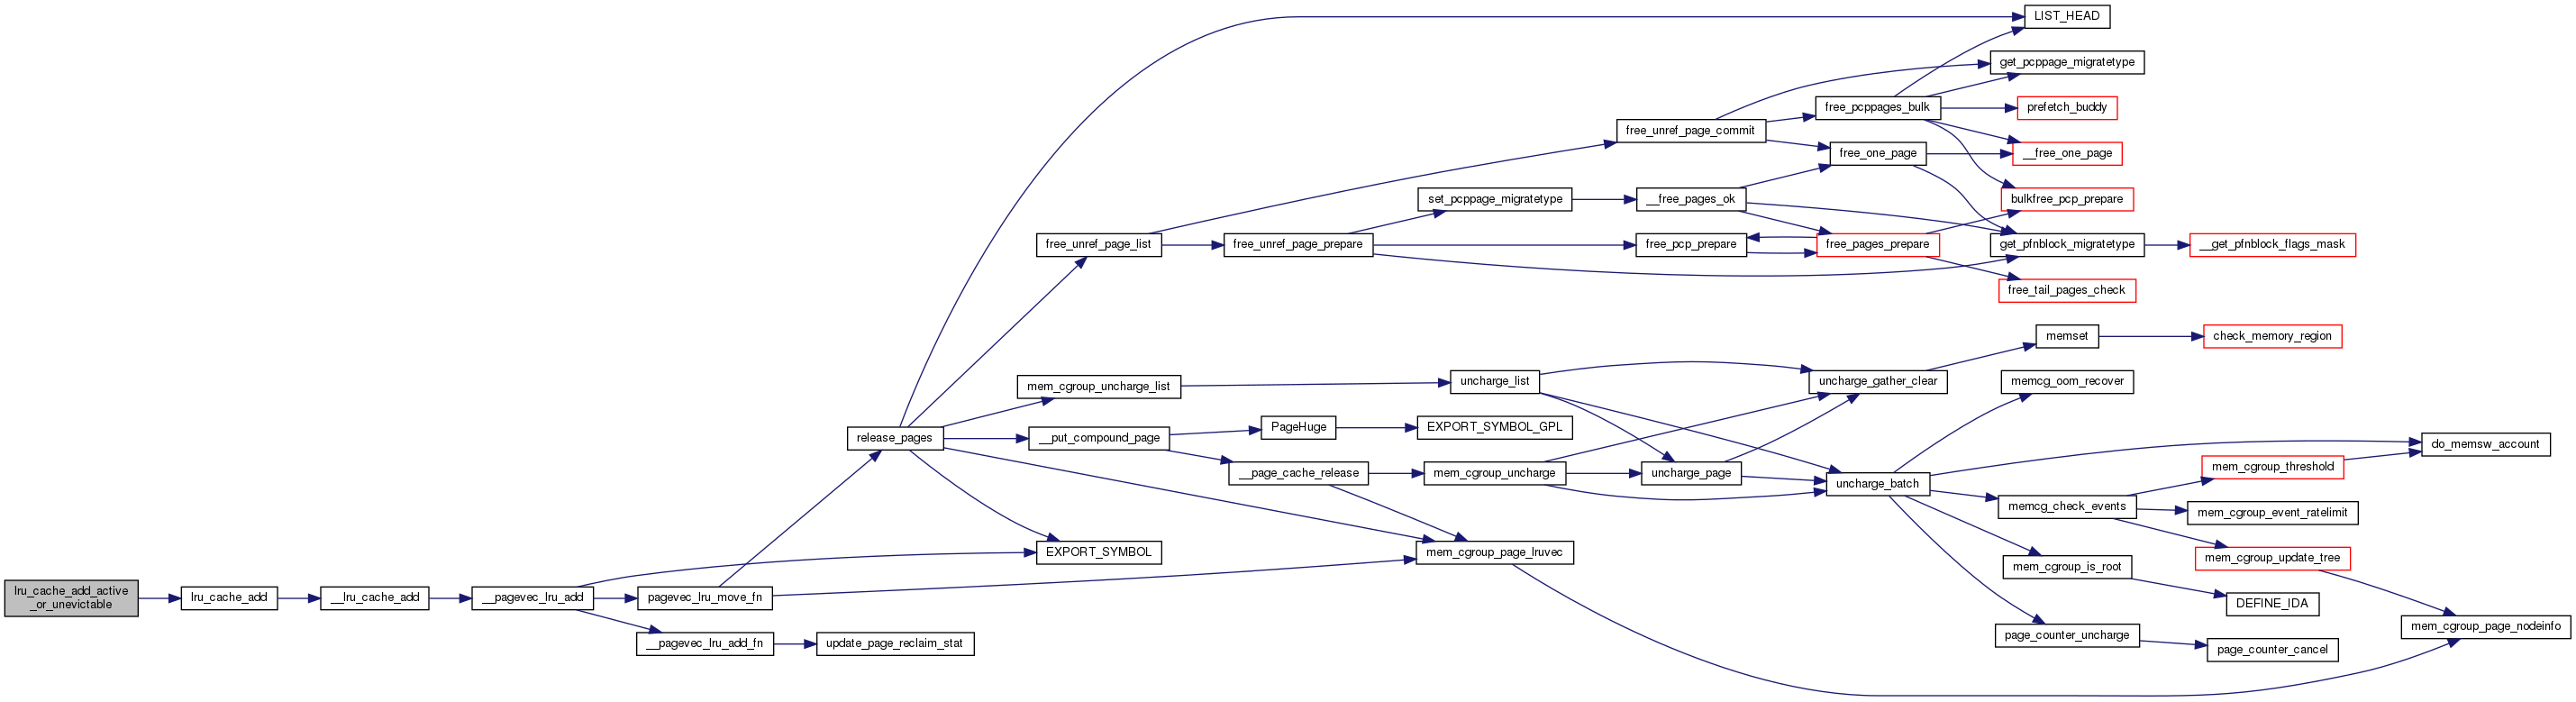 lru_cache_add_active
_or_unevictable
lru_cache_add
__lru_cache_add
__pagevec_lru_add
EXPORT_SYMBOL
pagevec_lru_move_fn
__pagevec_lru_add_fn
update_page_reclaim_stat
release_pages
LIST_HEAD
free_unref_page_list
mem_cgroup_uncharge_list
__put_compound_page
mem_cgroup_page_lruvec
free_unref_page_commit
free_unref_page_prepare
set_pcppage_migratetype
__free_pages_ok
free_pcp_prepare
free_pages_prepare
free_pcppages_bulk
free_one_page
get_pcppage_migratetype
prefetch_buddy
__free_one_page
bulkfree_pcp_prepare
get_pfnblock_migratetype
__get_pfnblock_flags_mask
free_tail_pages_check
uncharge_list
PageHuge
EXPORT_SYMBOL_GPL
__page_cache_release
mem_cgroup_uncharge
uncharge_page
uncharge_gather_clear
uncharge_batch
memset
check_memory_region
memcg_oom_recover
do_memsw_account
memcg_check_events
mem_cgroup_threshold
mem_cgroup_event_ratelimit
mem_cgroup_update_tree
mem_cgroup_is_root
DEFINE_IDA
page_counter_uncharge
page_counter_cancel
mem_cgroup_page_nodeinfo